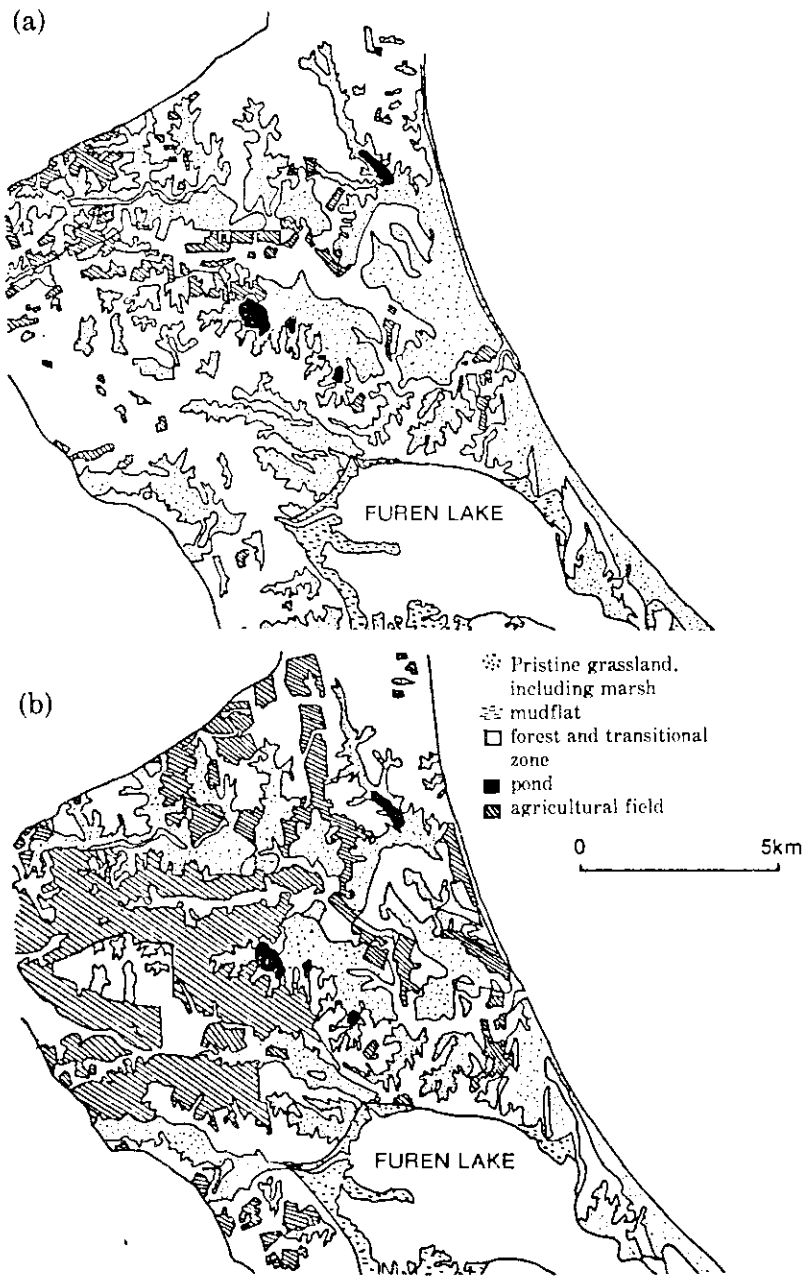 (a)
FUREN LAKE
(b)
Pristine grassland,
including marsh
mudflat
forest and transitional
zone
pond
agricultural field
0 5km
FUREN LAKE